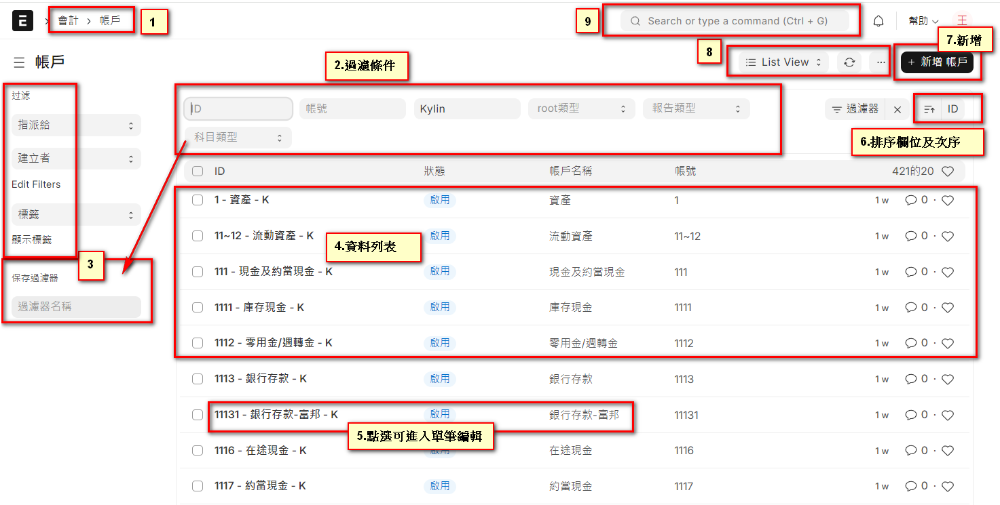 E 會計 帳戶 1 9 Search or type a command (Ctrl + G) 幫助 王
7.新增
帳戶 2.過濾條件 8 List View ··· + 新增 帳戶
过滤
ID 帳號 Kylin root類型 報告類型 過濾器 ID
指派給
科目類型
6.排序欄位及次序
建立者
ID 狀態 帳戶名稱 帳號 421的20
Edit Filters
1 - 資產 - K 啟用 資產 1 1 w 0 ·
標籤
11~12 - 流動資產 - K 啟用 流動資產 11~12 1 w 0 ·
顯示標籤
4.資料列表
3
111 - 現金及約當現金 - K 啟用 現金及約當現金 111 1 w 0 ·
保存過濾器
過濾器名稱
1111 - 庫存現金 - K 啟用 庫存現金 1111 1 w 0 ·
1112 - 零用金/週轉金 - K 啟用 零用金/週轉金 1112 1 w 0 ·
1113 - 銀行存款 - K 啟用 銀行存款 1113 1 w 0 ·
11131 - 銀行存款-富邦 - K 啟用 銀行存款-富邦 11131 1 w 0 ·
5.點選可進入單筆編輯
1116 - 在途現金 - K 啟用 在途現金 1116 1 w 0 ·
1117 - 約當現金 - K 啟用 約當現金 1117 1 w 0 ·